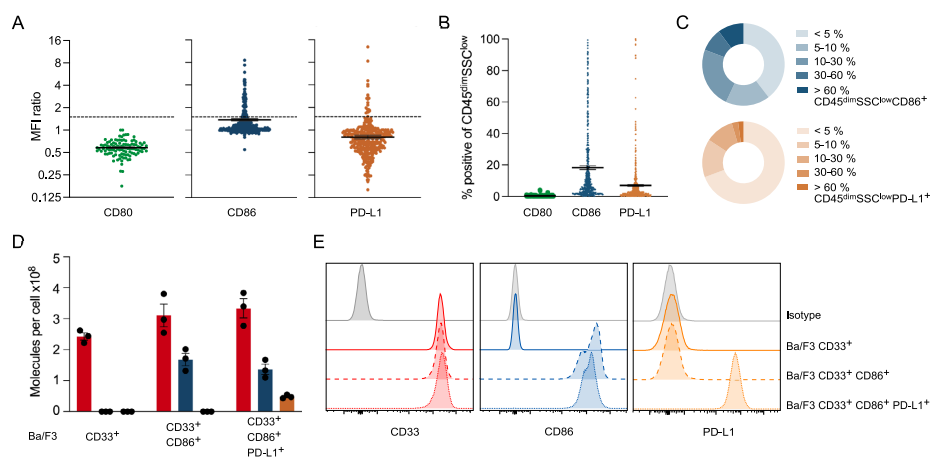 A
MFI ratio
16
8
4
2
1
0.5
0.25
0.125
CD80
CD86
PD-L1
B
% positive of CD45ᵈⁱᵐSSCˡᵒʷ
100
80
60
40
20
0
CD80
CD86
PD-L1
C
< 5 %
5-10 %
10-30 %
30-60 %
> 60 %
CD45ᵈⁱᵐSSCˡᵒʷCD86⁺
< 5 %
5-10 %
10-30 %
30-60 %
> 60 %
CD45ᵈⁱᵐSSCˡᵒʷPD-L1⁺
D
Molecules per cell x10⁸
5
4
3
2
1
0
Ba/F3
CD33⁺
CD33⁺
CD86⁺
CD33⁺
CD86⁺
PD-L1⁺
E
CD33
CD86
PD-L1
Isotype
Ba/F3 CD33⁺
Ba/F3 CD33⁺ CD86⁺
Ba/F3 CD33⁺ CD86⁺ PD-L1⁺